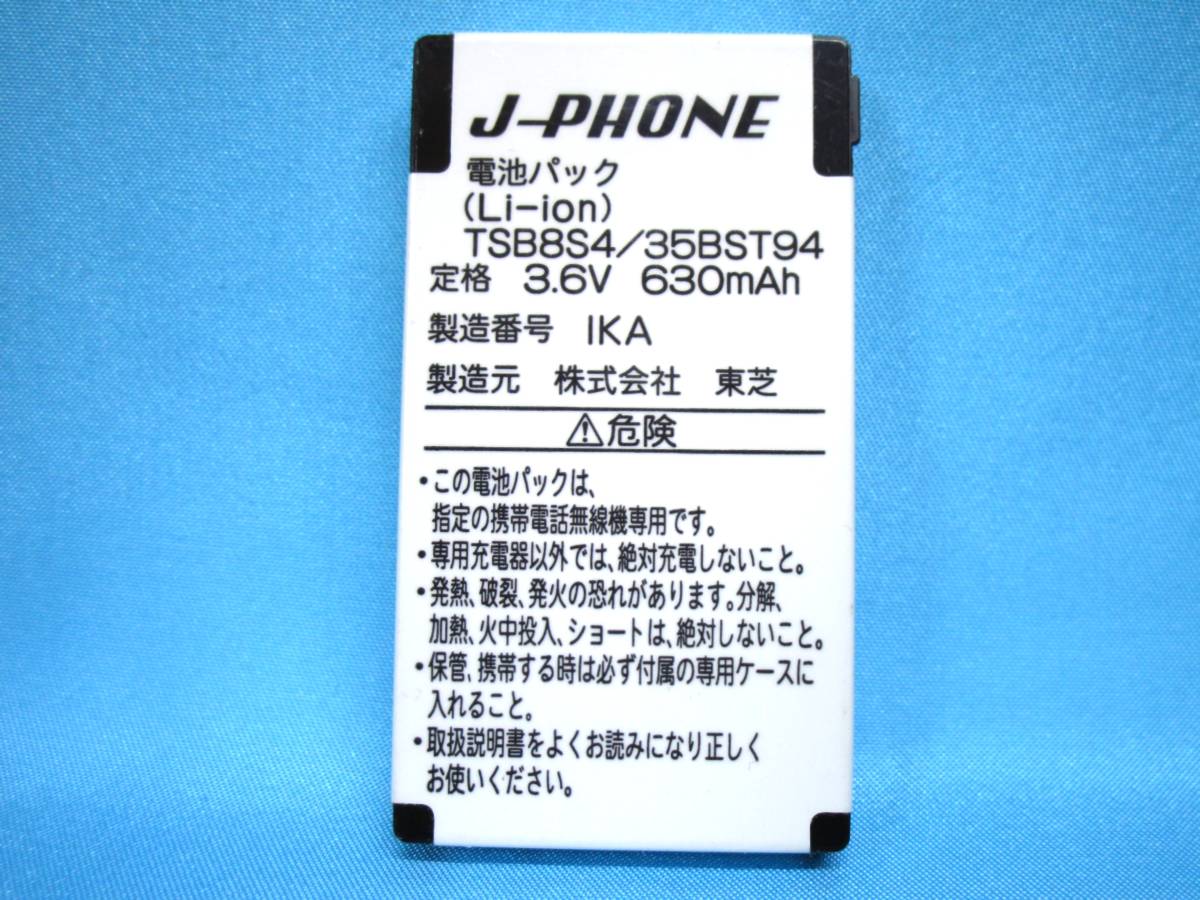 J-PHONE
電池パック
(Li-ion)
TSB8S4/35BST94
定格 3.6V 630mAh
製造番号 IKA
製造元 株式会社 東芝
⚠危険
・この電池パックは、
指定の携帯電話無線機専用です。
・専用充電器以外では、絶対充電しないこと。
・発熱、破裂、発火の恐れがあります。分解、
加熱、火中投入、ショートは、絶対しないこと。
・保管、携帯する時は必ず付属の専用ケースに
入れること。
・取扱説明書をよくお読みになり正しく
お使いください。